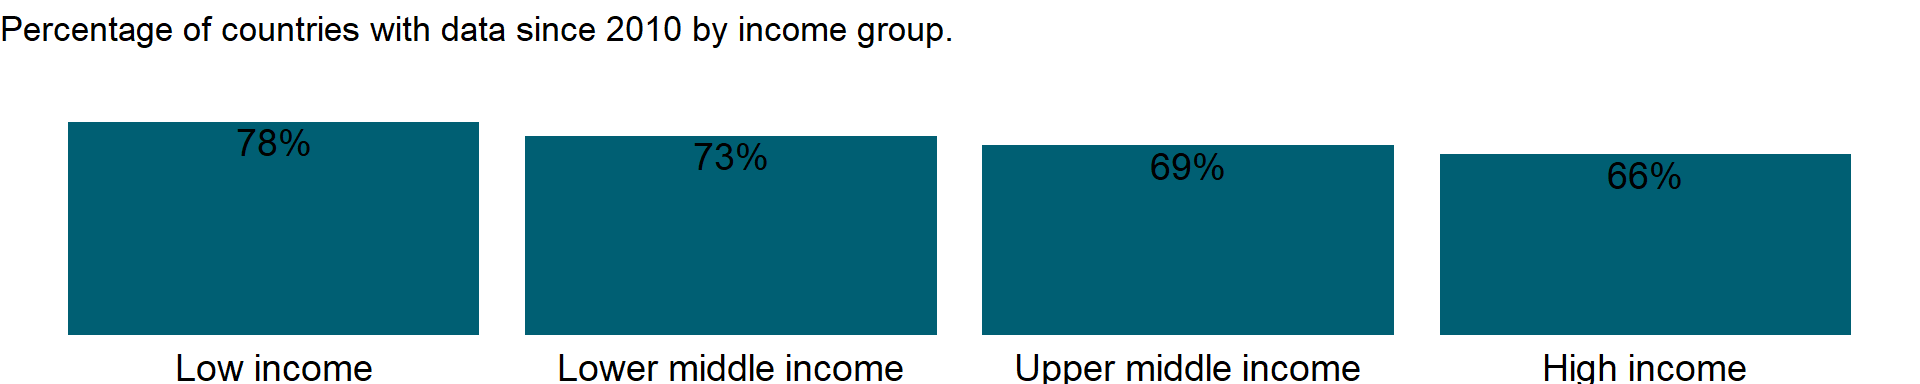 Percentage of countries with data since 2010 by income group.
78%
73%
69%
66%
Low income
Lower middle income
Upper middle income
High income